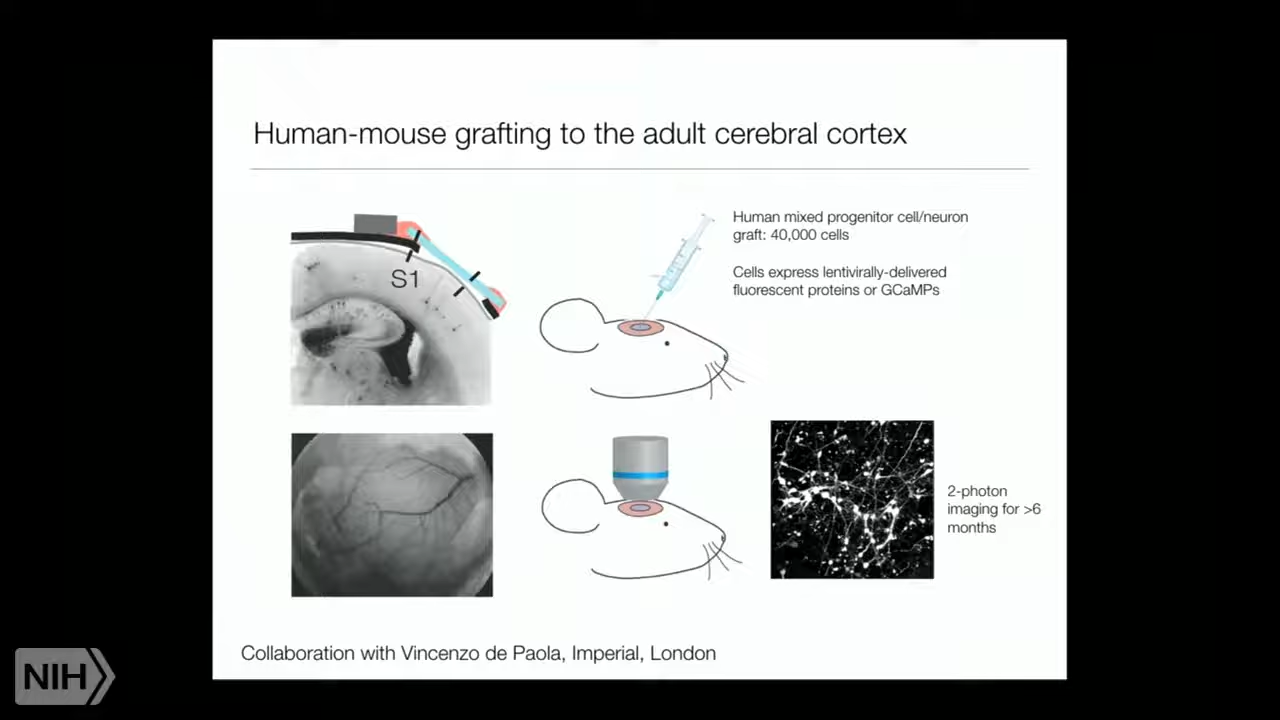 Human-mouse grafting to the adult cerebral cortex
S1
Human mixed progenitor cell/neuron
graft: 40,000 cells
Cells express lentivirally-delivered
fluorescent proteins or GCaMPs
2-photon
imaging for >6
months
Collaboration with Vincenzo de Paola, Imperial, London
NIH